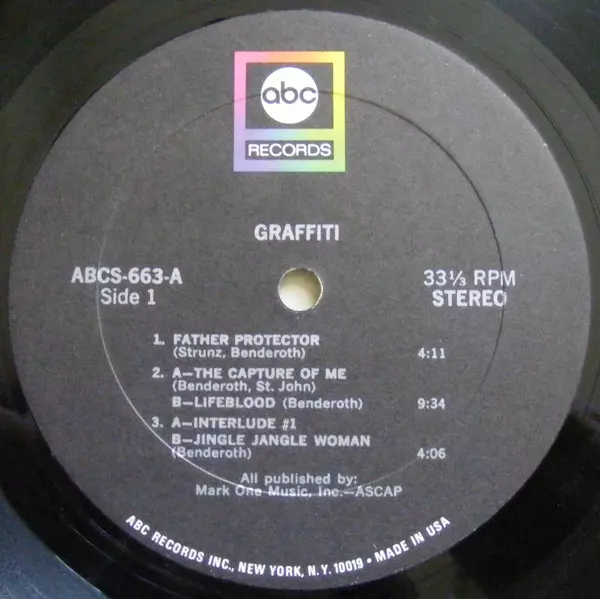 abc
RECORDS
GRAFFITI
ABCS-663-A
Side 1
33⅓ RPM
STEREO
1. FATHER PROTECTOR
(Strunz, Benderoth) 4:11
2. A—THE CAPTURE OF ME
(Benderoth, St. John)
B—LIFEBLOOD (Benderoth) 9:34
3. A—INTERLUDE #1
B—JINGLE JANGLE WOMAN
(Benderoth) 4:06
All published by:
Mark One Music, Inc.—ASCAP
ABC RECORDS INC., NEW YORK, N.Y. 10019 • MADE IN USA